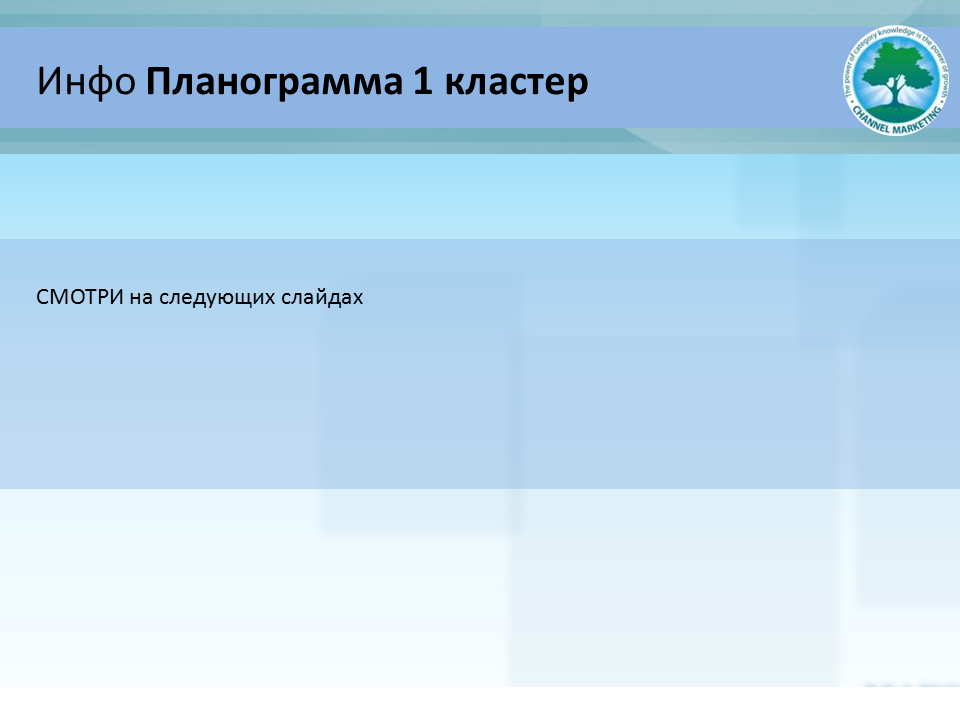 Инфо Планограмма 1 кластер
The power of category knowledge is the power of growth
• CHANNEL MARKETING •
СМОТРИ на следующих слайдах